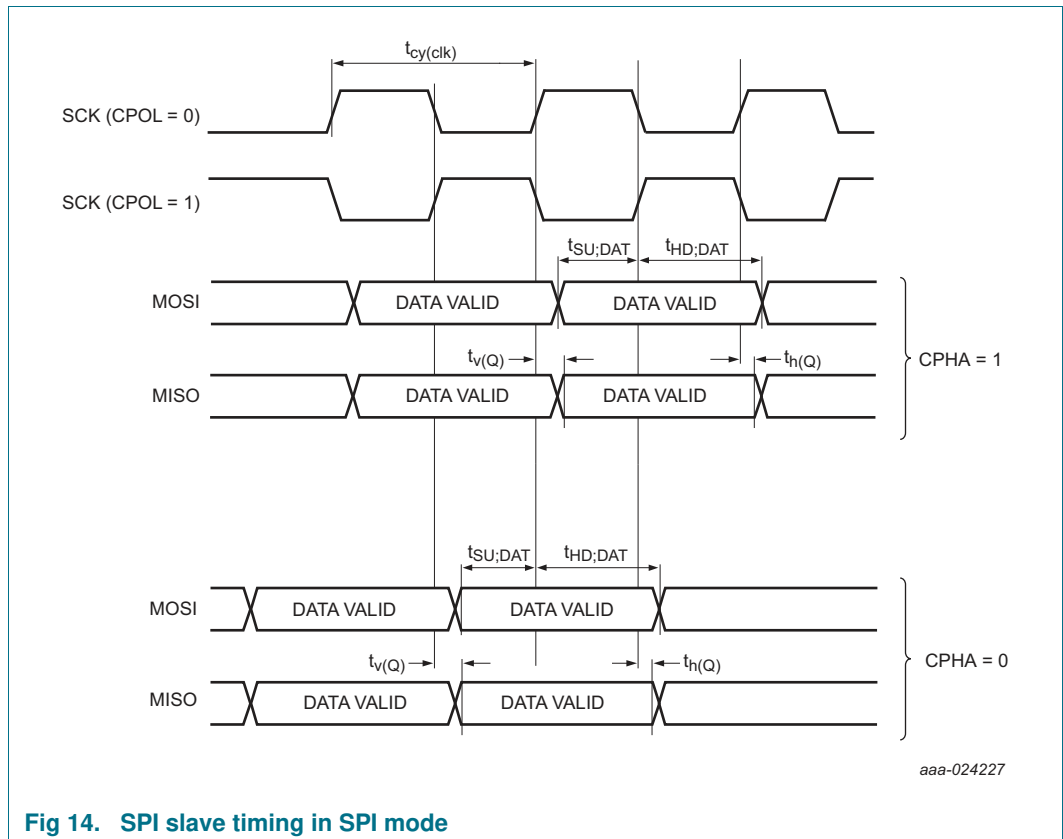 tcy(clk)
SCK (CPOL = 0)
SCK (CPOL = 1)
tSU;DAT tHD;DAT
MOSI DATA VALID DATA VALID
tv(Q) th(Q)
CPHA = 1
MISO DATA VALID DATA VALID
tSU;DAT tHD;DAT
MOSI DATA VALID DATA VALID
tv(Q) th(Q)
CPHA = 0
MISO DATA VALID DATA VALID
aaa-024227
Fig 14. SPI slave timing in SPI mode